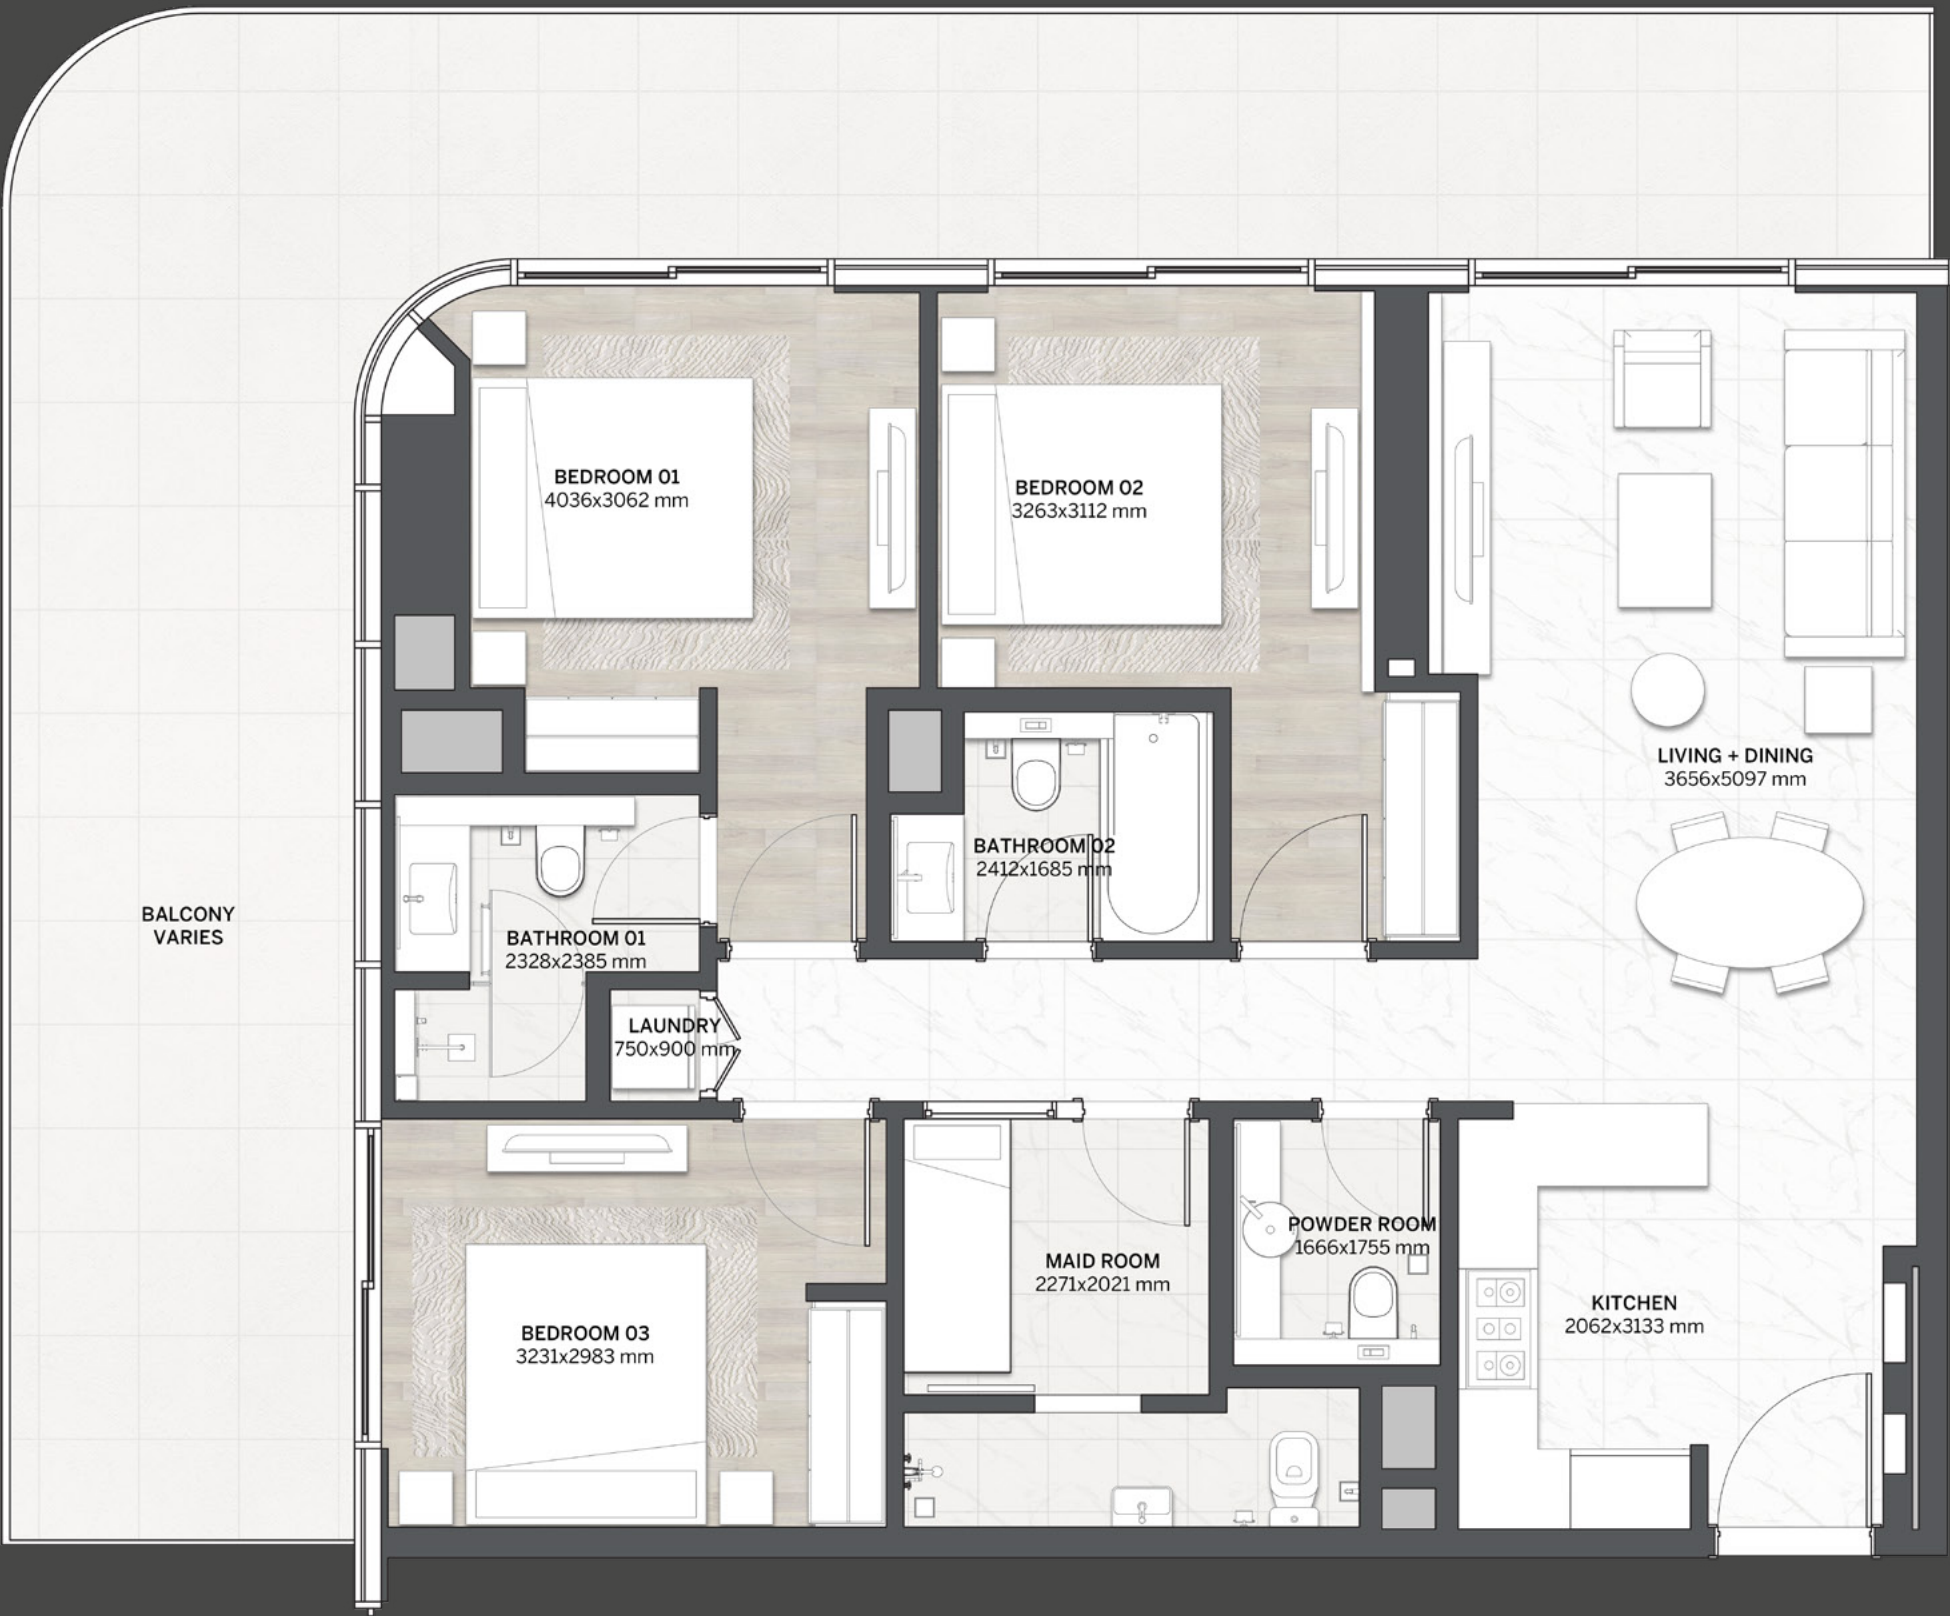 BEDROOM 01
4036x3062 mm
BEDROOM 02
3263x3112 mm
LIVING + DINING
3656x5097 mm
BATHROOM 02
2412x1685 mm
BALCONY
VARIES
BATHROOM 01
2328x2385 mm
LAUNDRY
750x900 mm
POWDER ROOM
1666x1755 mm
MAID ROOM
2271x2021 mm
KITCHEN
2062x3133 mm
BEDROOM 03
3231x2983 mm